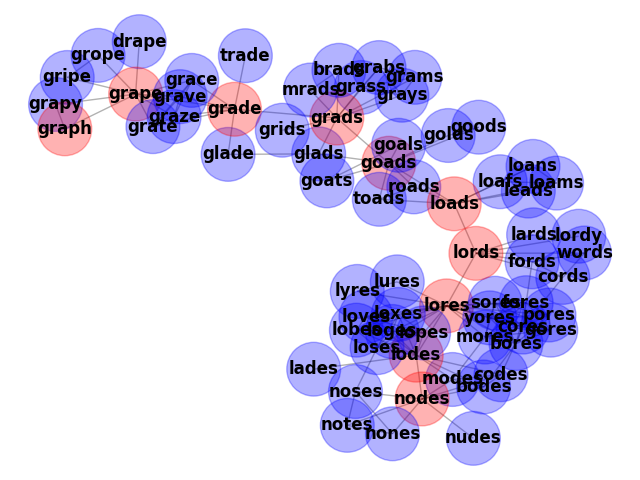 drape
grope
trade
grabs
brads
gripe
grace
grams
grass
mrads
grape
grays
grapy
grave
grade
graze
grads
graph
grate
grids
golds
goods
goals
glade
glads
goads
loans
goats
loafs
loams
leads
roads
toads
loads
lards
lordy
lords
words
fords
cords
lures
lyres
lores
sores
fores
loves
loxes
yores
pores
lobes
loges
lopes
cores
gores
mores
bores
loses
lodes
lades
codes
modes
bodes
noses
nodes
notes
nones
nudes